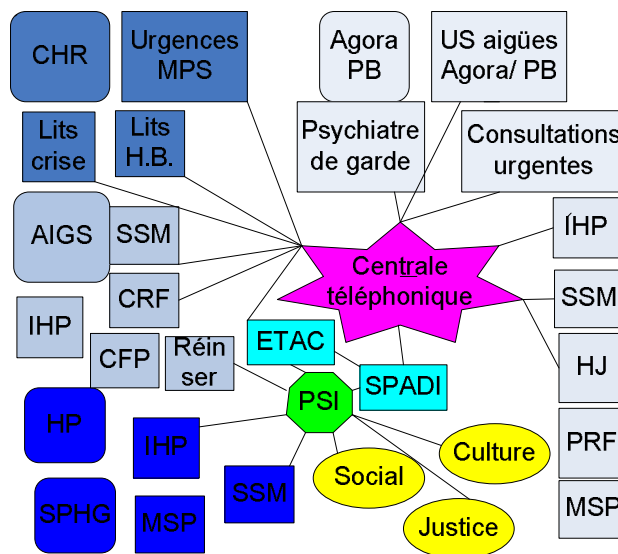 CHR
Urgences
MPS
Agora
PB
US aigües
Agora/ PB
Lits
crise
Lits
H.B.
Psychiatre
de garde
Consultations
urgentes
AIGS
SSM
ÍHP
Centrale
téléphonique
CRF
SSM
IHP
CFP
Réin
ser
ETAC
SPADI
HJ
PSI
HP
IHP
Social
Culture
PRF
SPHG
MSP
SSM
Justice
MSP